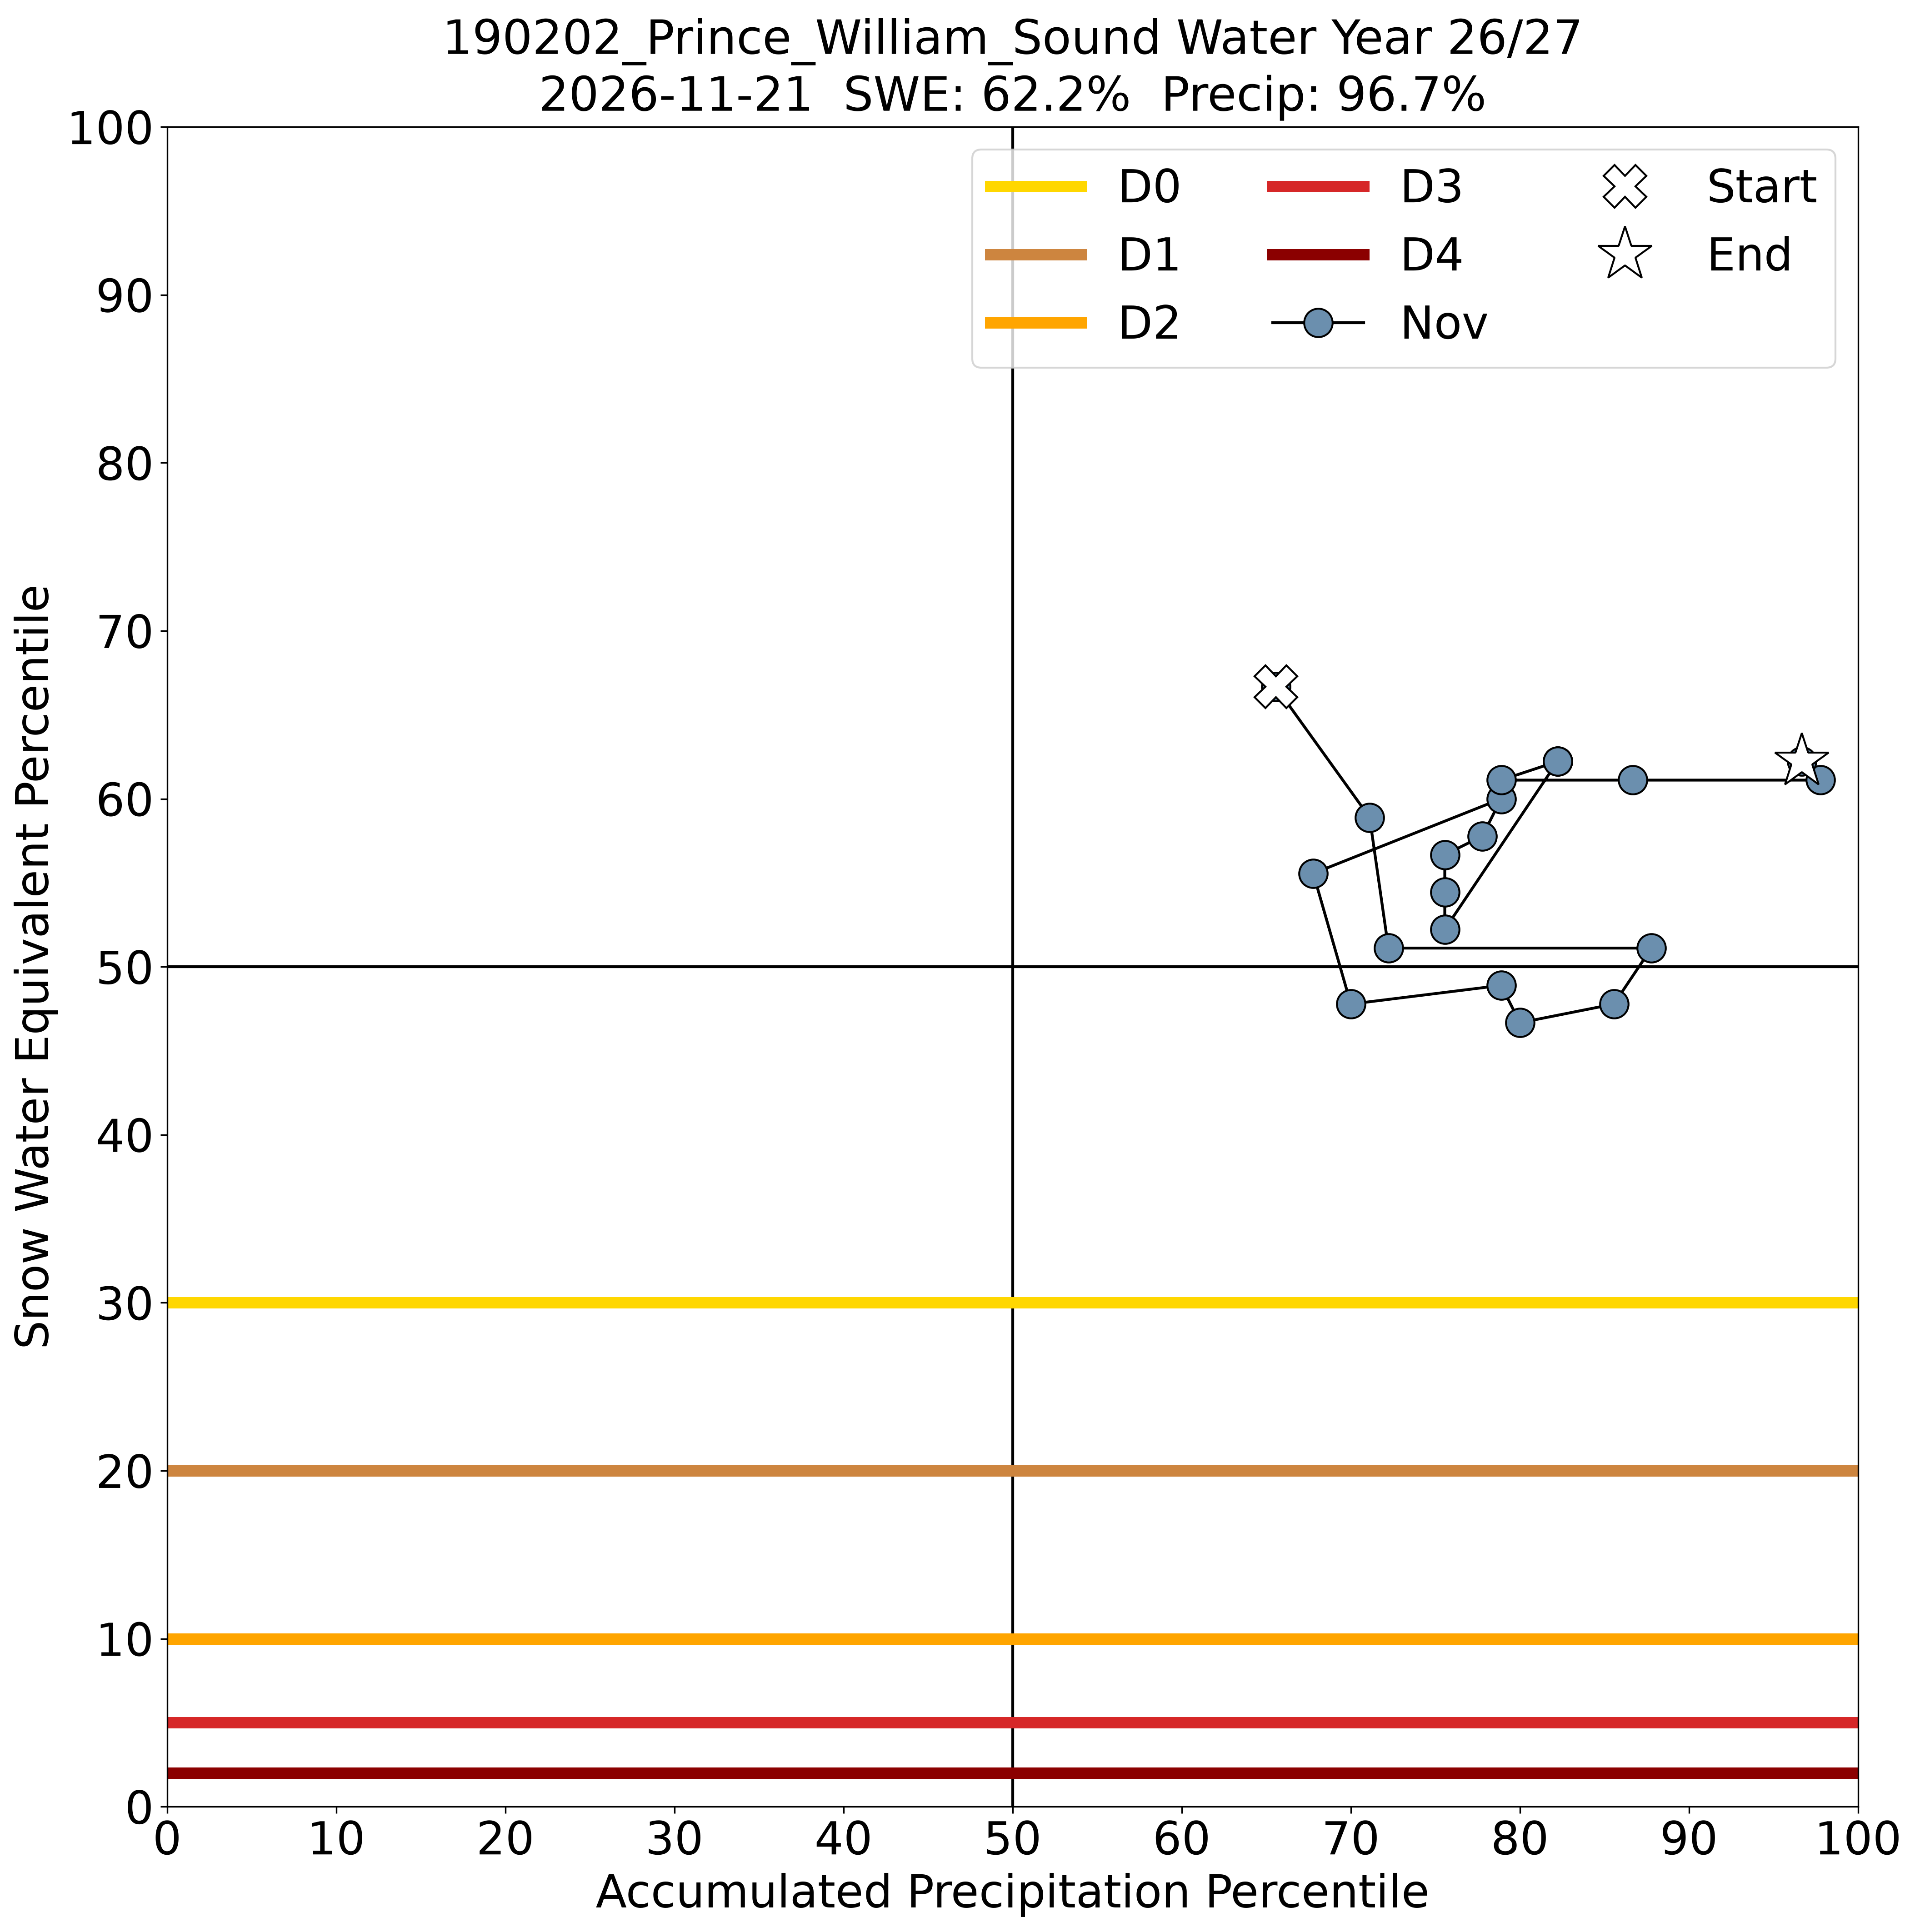 190202_Prince_William_Sound Water Year 26/27
2026-11-21  SWE: 62.2%  Precip: 96.7%
D0
D1
D2
D3
D4
Nov
Start
End
Snow Water Equivalent Percentile
100
90
80
70
60
50
40
30
20
10
0
0 10 20 30 40 50 60 70 80 90 100
Accumulated Precipitation Percentile